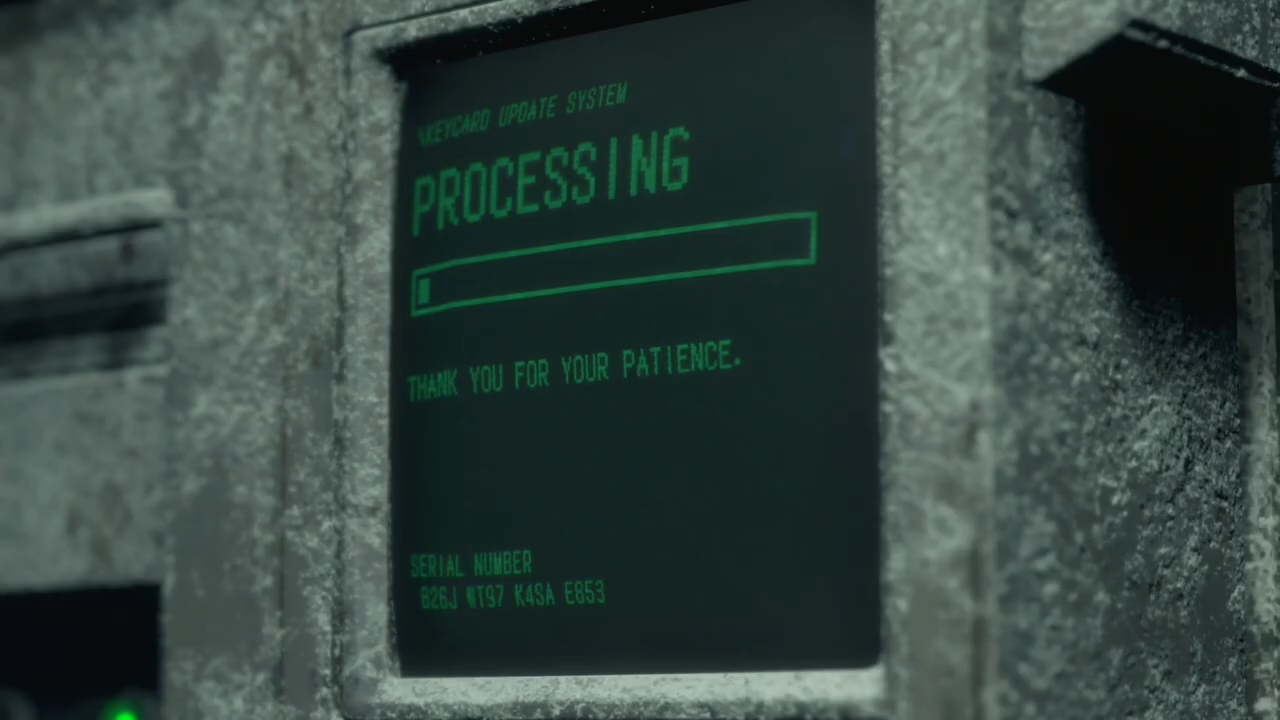 \KEYCARD UPDATE SYSTEM
PROCESSING
THANK YOU FOR YOUR PATIENCE.
SERIAL NUMBER
B26J WT97 K4SA E853